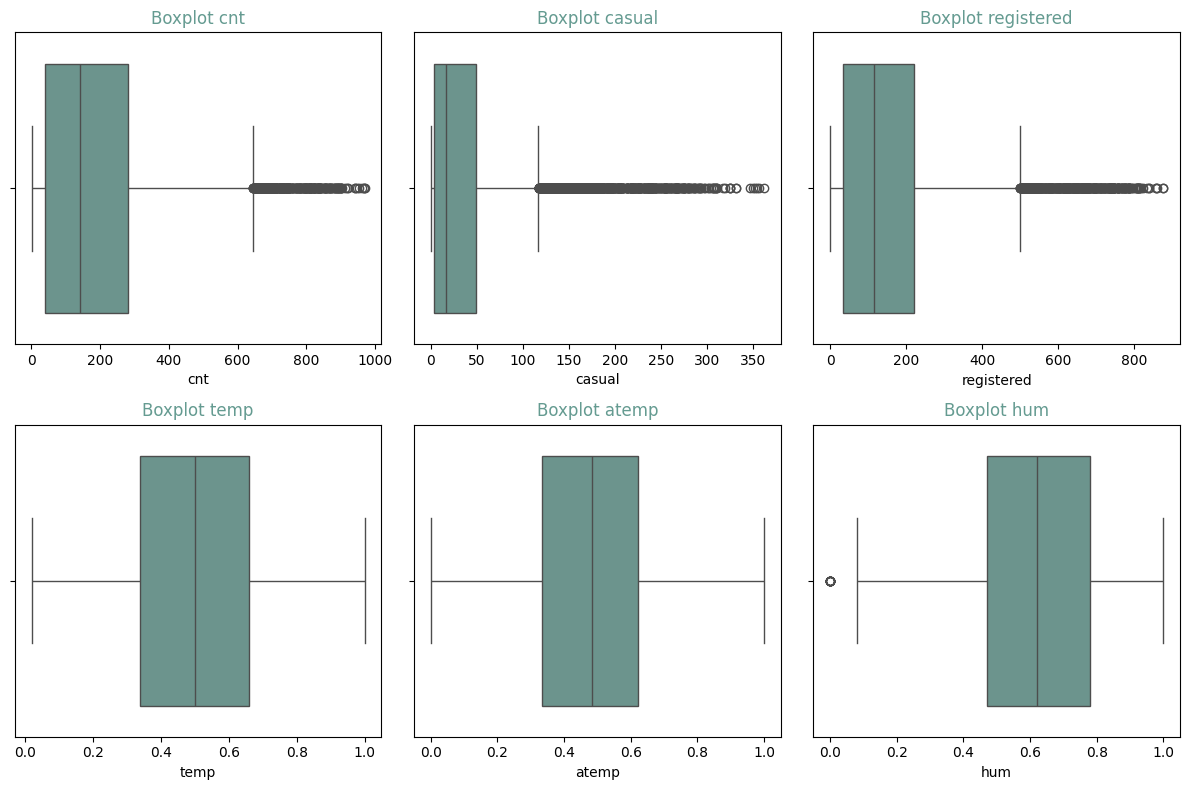 Boxplot cnt
0 200 400 600 800 1000
cnt
Boxplot casual
0 50 100 150 200 250 300 350
casual
Boxplot registered
0 200 400 600 800
registered
Boxplot temp
0.0 0.2 0.4 0.6 0.8 1.0
temp
Boxplot atemp
0.0 0.2 0.4 0.6 0.8 1.0
atemp
Boxplot hum
0.0 0.2 0.4 0.6 0.8 1.0
hum